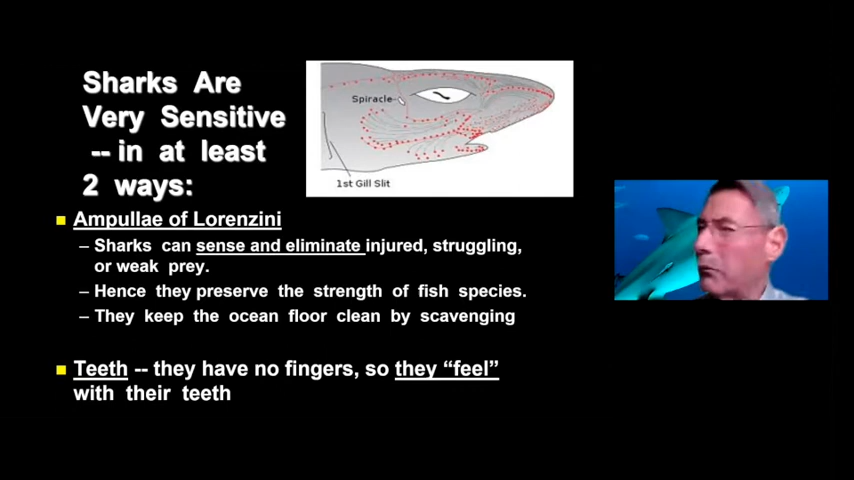 Sharks Are
Very Sensitive
-- in at least
2 ways:
Spiracle
1st Gill Slit
Ampullae of Lorenzini
– Sharks can sense and eliminate injured, struggling,
or weak prey.
– Hence they preserve the strength of fish species.
– They keep the ocean floor clean by scavenging
Teeth -- they have no fingers, so they “feel”
with their teeth